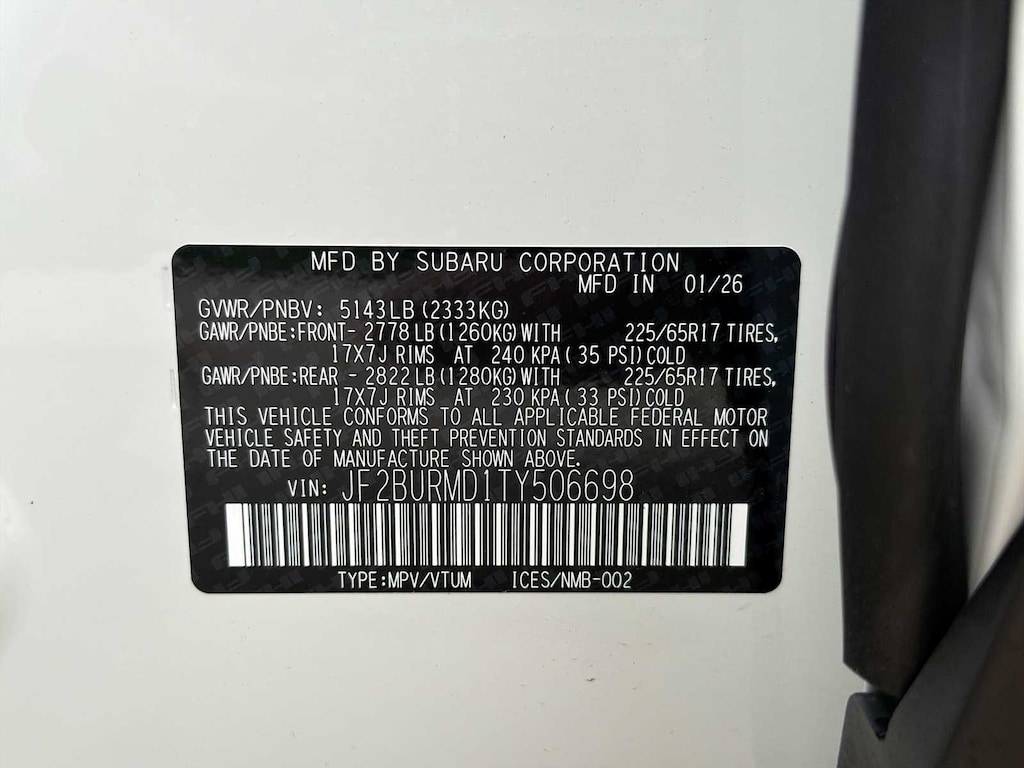 MFD BY SUBARU CORPORATION
MFD IN 01/26
GVWR/PNBV: 5143LB(2333KG)
GAWR/PNBE:FRONT- 2778 LB(1260KG)WITH 225/65R17 TIRES,
17X7J RIMS AT 240 KPA( 35 PSI)COLD
GAWR/PNBE:REAR - 2822 LB(1280KG)WITH 225/65R17 TIRES,
17X7J RIMS AT 230 KPA( 33 PSI)COLD
THIS VEHICLE CONFORMS TO ALL APPLICABLE FEDERAL MOTOR
VEHICLE SAFETY AND THEFT PREVENTION STANDARDS IN EFFECT ON
THE DATE OF MANUFACTURE SHOWN ABOVE.
VIN: JF2BURMD1TY506698
TYPE:MPV/VTUM ICES/NMB-002